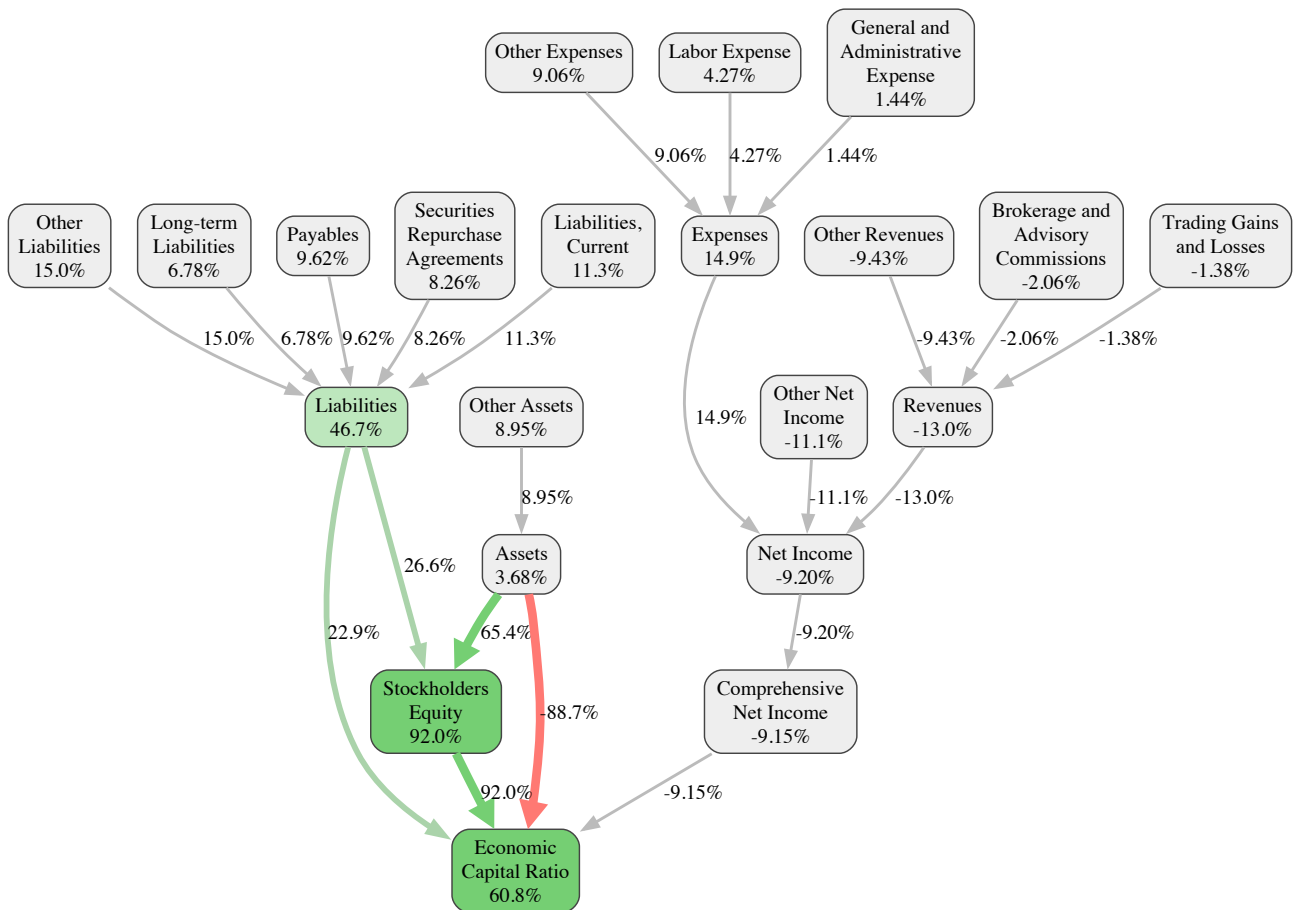 Other Expenses
9.06%
Labor Expense
4.27%
General and
Administrative
Expense
1.44%
9.06%
4.27%
1.44%
Other
Liabilities
15.0%
Long-term
Liabilities
6.78%
Payables
9.62%
Securities
Repurchase
Agreements
8.26%
Liabilities,
Current
11.3%
Expenses
14.9%
Other Revenues
-9.43%
Brokerage and
Advisory
Commissions
-2.06%
Trading Gains
and Losses
-1.38%
15.0%
6.78%
9.62%
8.26%
11.3%
-9.43%
-2.06%
-1.38%
Liabilities
46.7%
Other Assets
8.95%
14.9%
Other Net
Income
-11.1%
Revenues
-13.0%
8.95%
-11.1%
-13.0%
26.6%
Assets
3.68%
Net Income
-9.20%
22.9%
65.4%
-9.20%
Stockholders
Equity
92.0%
-88.7%
Comprehensive
Net Income
-9.15%
92.0%
-9.15%
Economic
Capital Ratio
60.8%